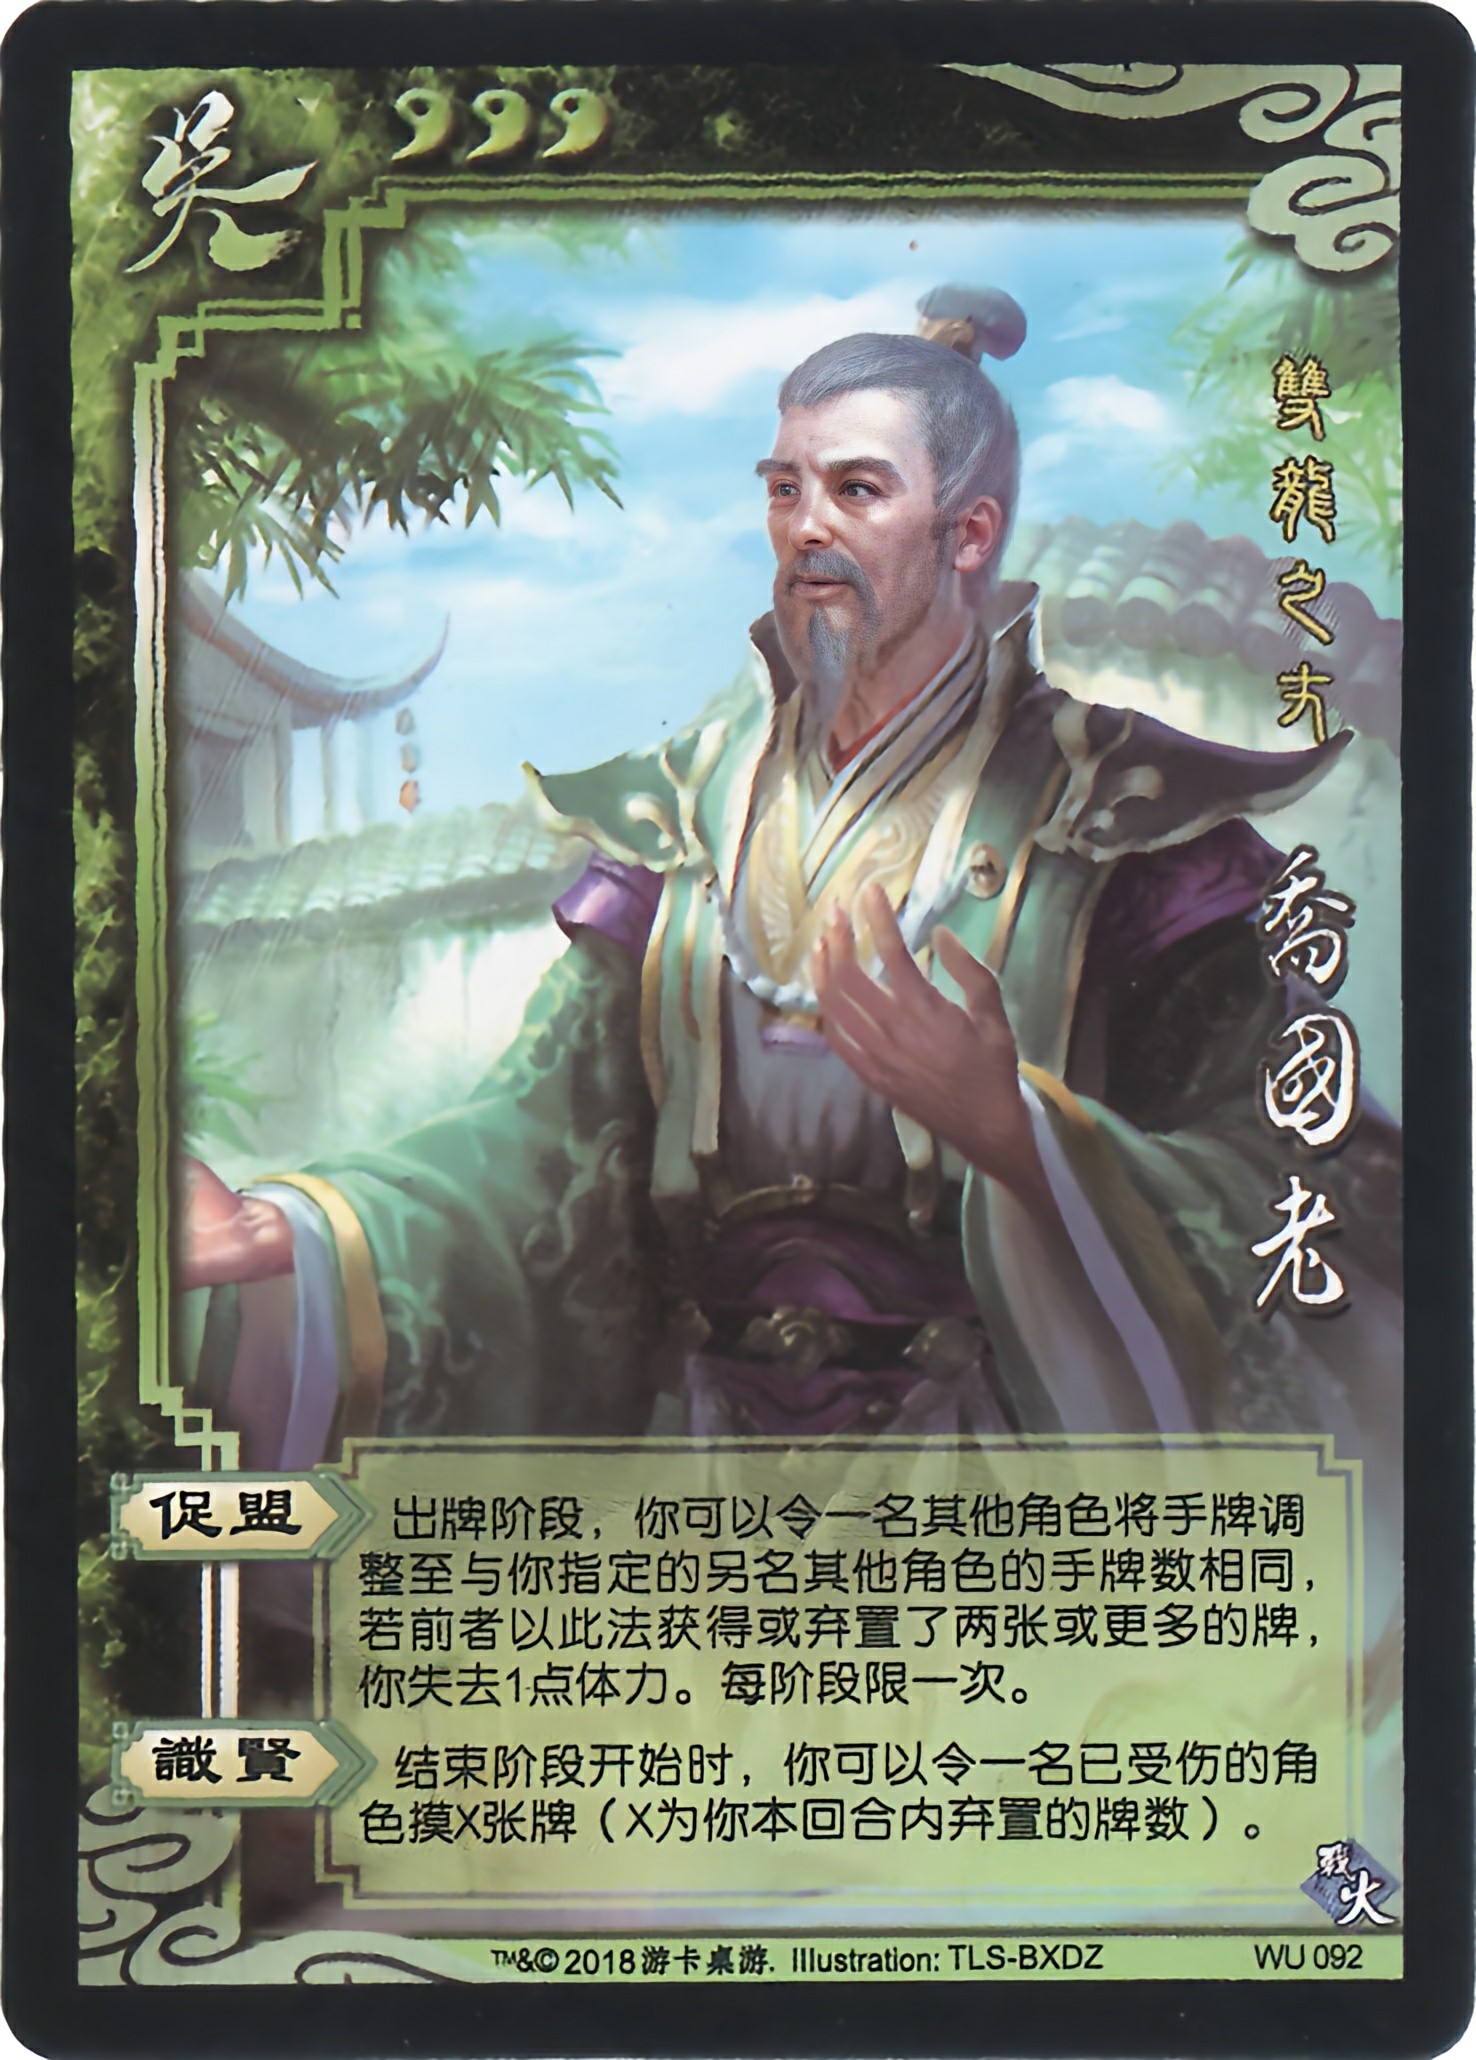 吳
雙龍之丈
喬國老
促盟
出牌阶段，你可以令一名其他角色将手牌调
整至与你指定的另名其他角色的手牌数相同，
若前者以此法获得或弃置了两张或更多的牌，
你失去1点体力。每阶段限一次。
識賢
结束阶段开始时，你可以令一名已受伤的角
色摸X张牌（X为你本回合内弃置的牌数）。
戰火
™&© 2018 游卡桌游. Illustration: TLS-BXDZ
WU 092